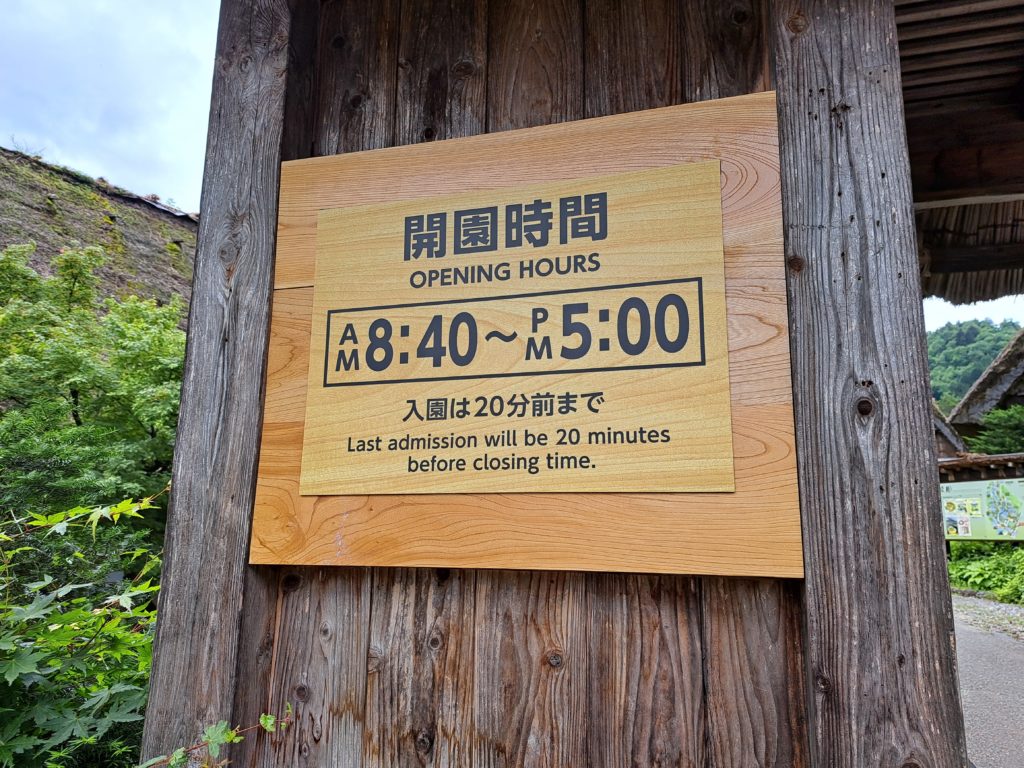 開園時間
OPENING HOURS
AM 8:40～PM 5:00
入園は20分前まで
Last admission will be 20 minutes
before closing time.